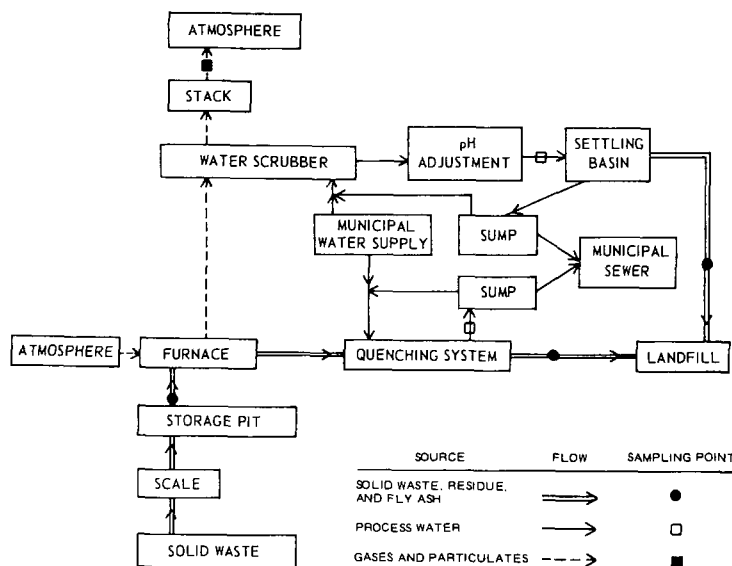 ATMOSPHERE
STACK
WATER SCRUBBER
pH
ADJUSTMENT
SETTLING
BASIN
MUNICIPAL
WATER SUPPLY
SUMP
MUNICIPAL
SEWER
SUMP
ATMOSPHERE
FURNACE
QUENCHING SYSTEM
LANDFILL
STORAGE PIT
SCALE
SOLID WASTE
SOURCE FLOW SAMPLING POINT
SOLID WASTE, RESIDUE,
AND FLY ASH
PROCESS WATER
GASES AND PARTICULATES